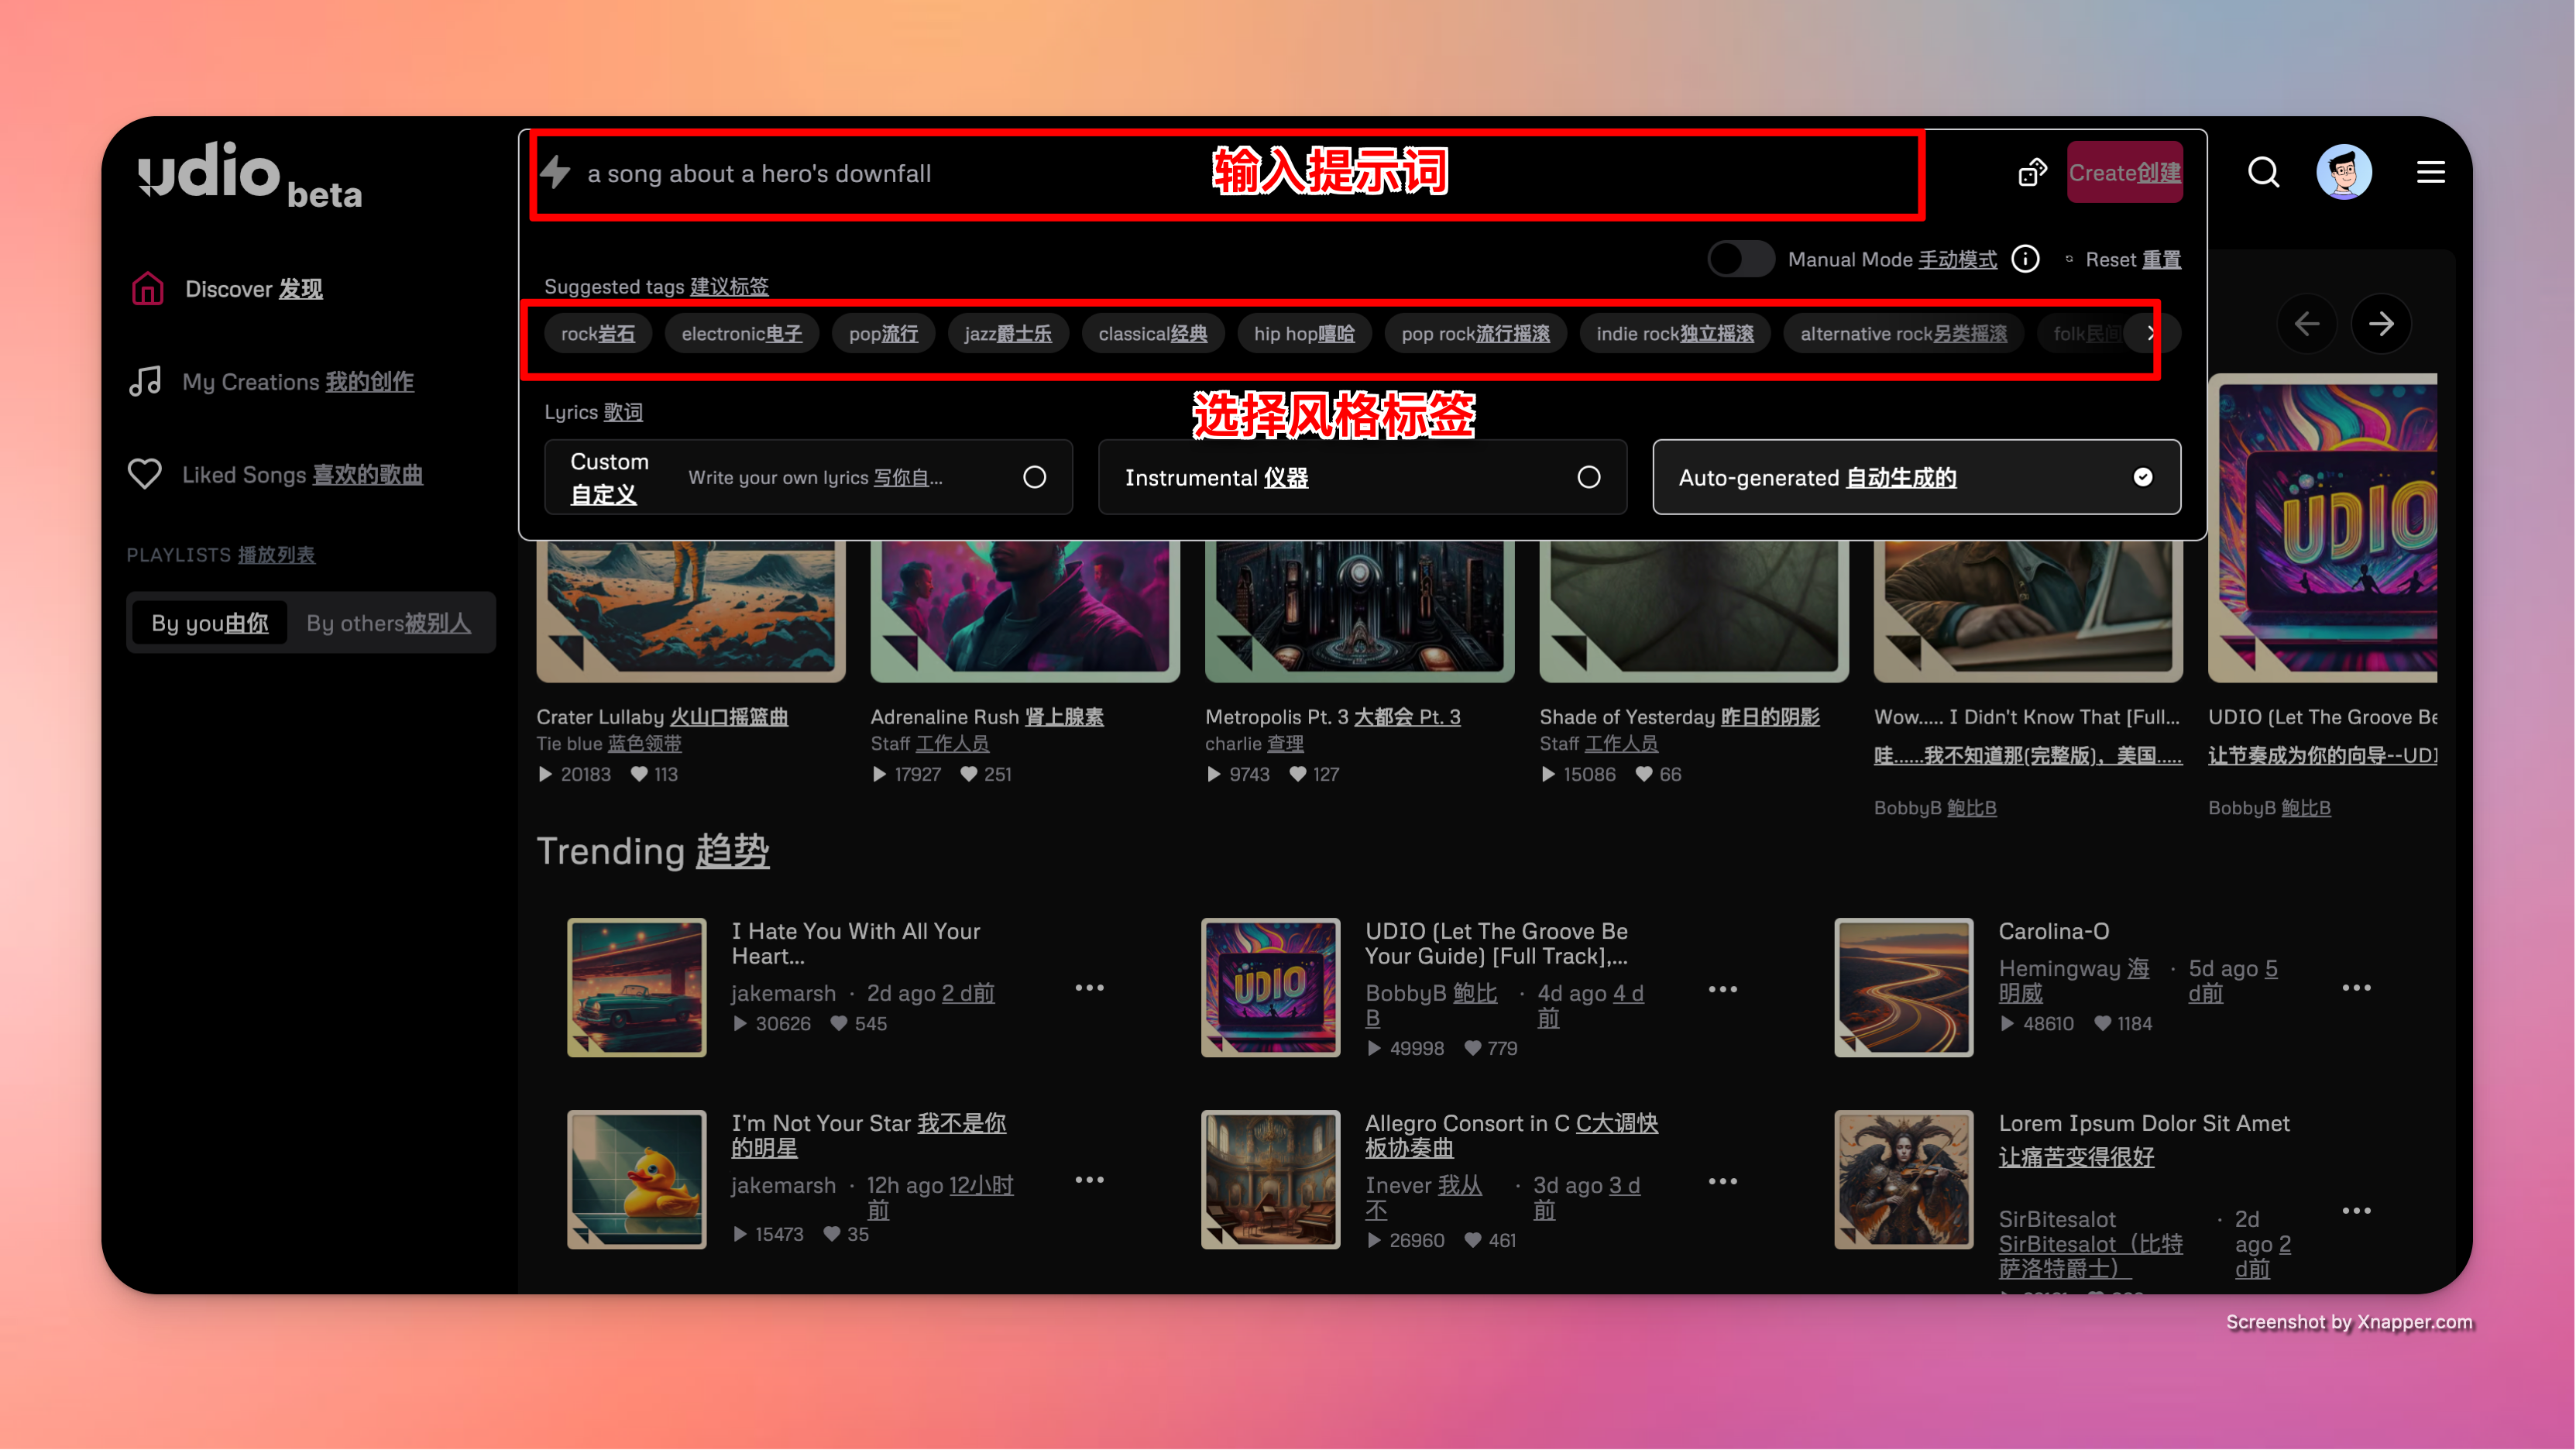 udio beta
a song about a hero's downfall
输入提示词
Create创建
Manual Mode 手动模式
Reset 重置
Discover 发现
My Creations 我的创作
Liked Songs 喜欢的歌曲
PLAYLISTS 播放列表
By you由你
By others被别人
Suggested tags 建议标签
rock岩石
electronic电子
pop流行
jazz爵士乐
classical经典
hip hop嘻哈
pop rock流行摇滚
indie rock独立摇滚
alternative rock另类摇滚
folk民间
选择风格标签
Lyrics 歌词
Custom
自定义
Write your own lyrics 写你自...
Instrumental 仪器
Auto-generated 自动生成的
UDIO
Crater Lullaby 火山口摇篮曲
Tie blue 蓝色领带
20183 113
Adrenaline Rush 肾上腺素
Staff 工作人员
17927 251
Metropolis Pt. 3 大都会 Pt. 3
charlie 查理
9743 127
Shade of Yesterday 昨日的阴影
Staff 工作人员
15086 66
Wow..... I Didn't Know That [Full...
哇......我不知道那(完整版)，美国.....
BobbyB 鲍比B
UDIO (Let The Groove Be
让节奏成为你的向导--UDI
BobbyB 鲍比B
Trending 趋势
I Hate You With All Your
Heart...
jakemarsh · 2d ago 2 d前
30626 545
UDIO
UDIO (Let The Groove Be
Your Guide) [Full Track],...
BobbyB 鲍比
B
· 4d ago 4 d
前
49998 779
Carolina-O
Hemingway 海
明威
· 5d ago 5
d前
48610 1184
I'm Not Your Star 我不是你
的明星
jakemarsh · 12h ago 12小时
前
15473 35
Allegro Consort in C C大调快
板协奏曲
Inever 我从
不
· 3d ago 3 d
前
26960 461
Lorem Ipsum Dolor Sit Amet
让痛苦变得很好
SirBitesalot
SirBitesalot（比特
萨洛特爵士）
· 2d
ago 2
d前
Screenshot by Xnapper.com